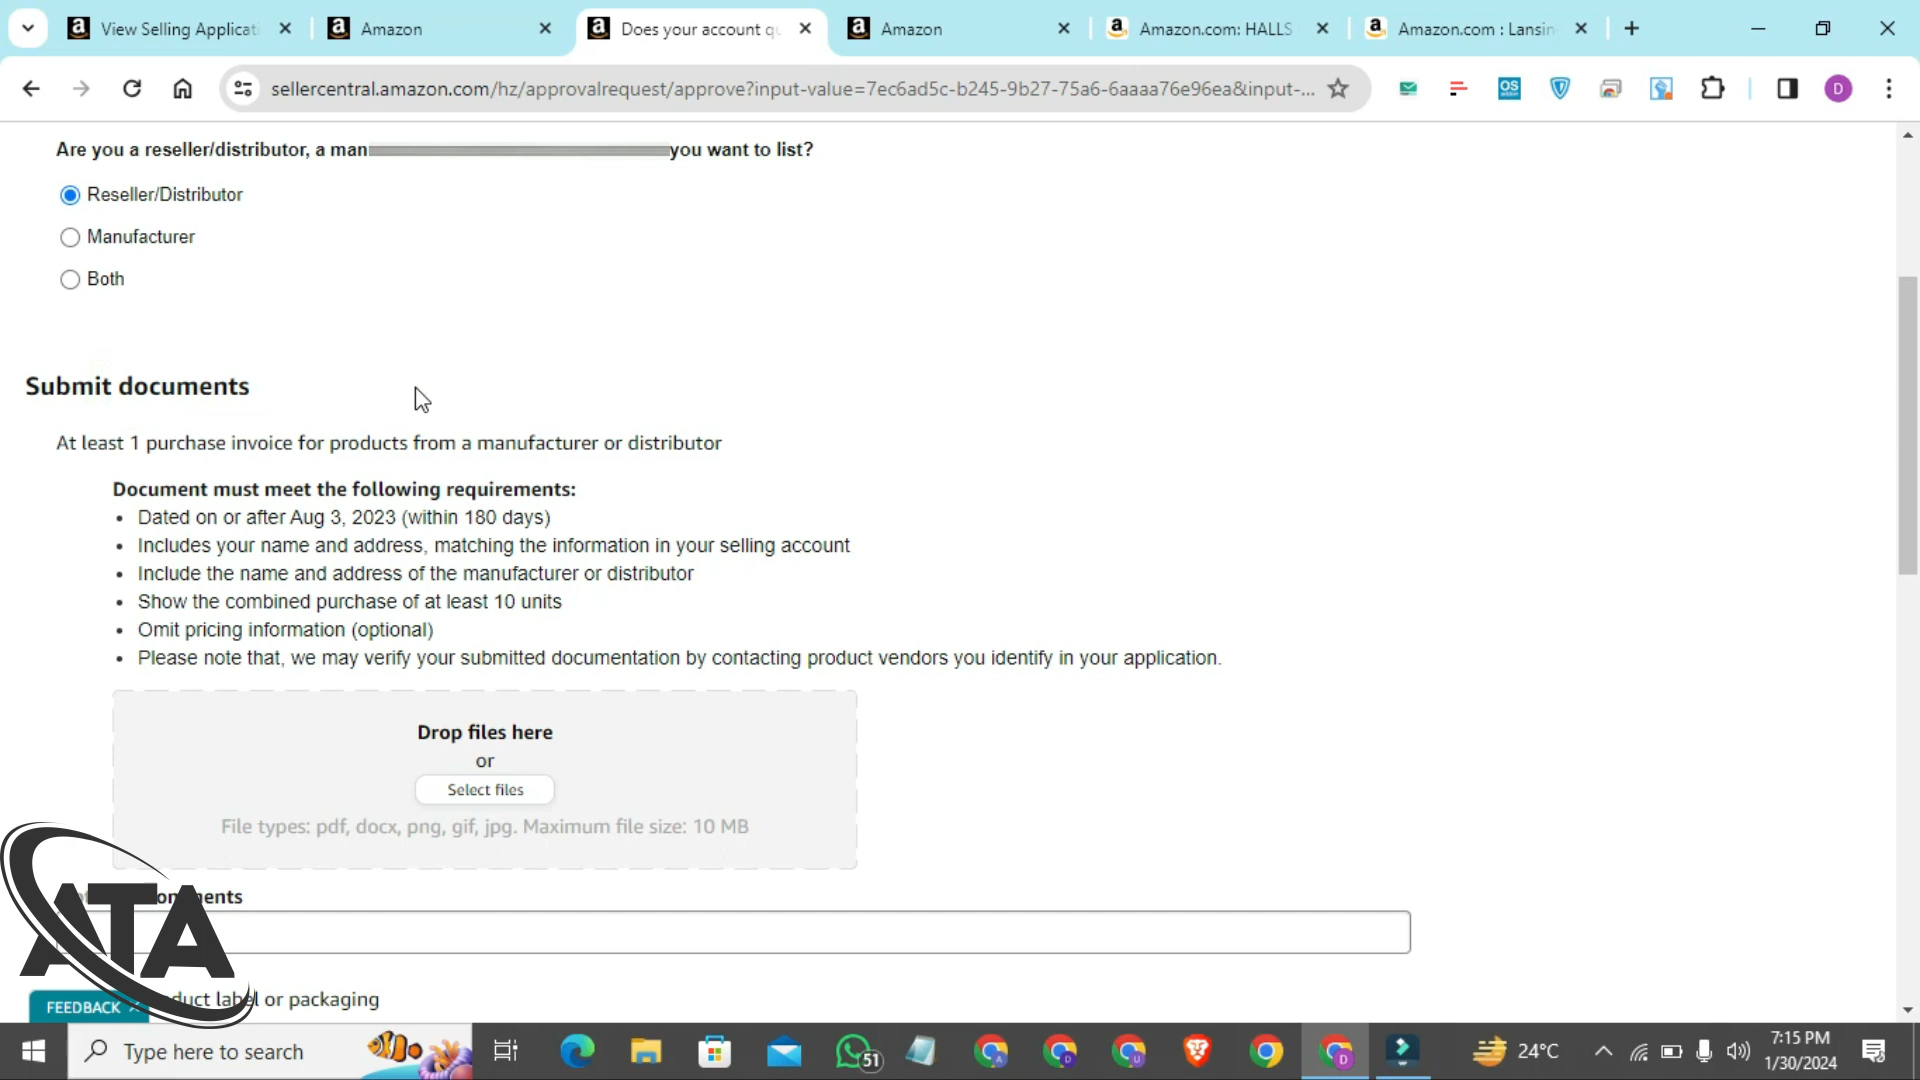 View Selling Applicati
Amazon
Does your account qu
Amazon
Amazon.com: HALLS
Amazon.com : Lansin
sellercentral.amazon.com/hz/approvalrequest/approve?input-value=7ec6ad5c-b245-9b27-75a6-6aaaa76e96ea&input-...
OS
D
Are you a reseller/distributor, a man you want to list?
Reseller/Distributor
Manufacturer
Both
Submit documents
At least 1 purchase invoice for products from a manufacturer or distributor
Document must meet the following requirements:
• Dated on or after Aug 3, 2023 (within 180 days)
• Includes your name and address, matching the information in your selling account
• Include the name and address of the manufacturer or distributor
• Show the combined purchase of at least 10 units
• Omit pricing information (optional)
• Please note that, we may verify your submitted documentation by contacting product vendors you identify in your application.
Drop files here
or
Select files
File types: pdf, docx, png, gif, jpg. Maximum file size: 10 MB
ATA
FEEDBACK
label or packaging
Type here to search
51
24°C
7:15 PM
1/30/2024